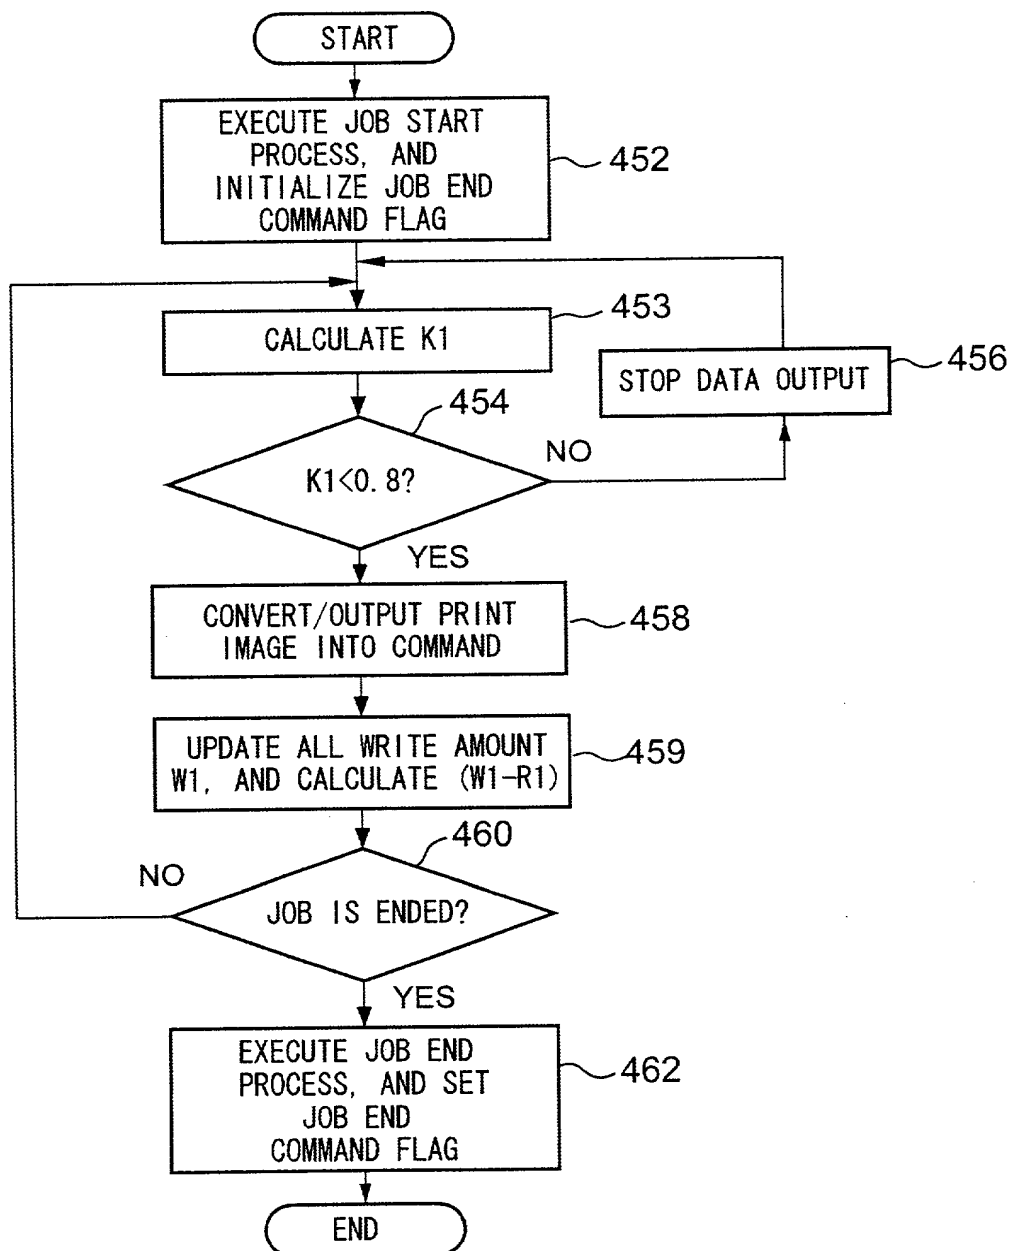 START
EXECUTE JOB START
PROCESS, AND
INITIALIZE JOB END
COMMAND FLAG
452
453
CALCULATE K1
456
STOP DATA OUTPUT
454
NO
K1<0.8?
YES
CONVERT/OUTPUT PRINT
IMAGE INTO COMMAND
458
UPDATE ALL WRITE AMOUNT
W1, AND CALCULATE (W1-R1)
459
460
NO
JOB IS ENDED?
YES
EXECUTE JOB END
PROCESS, AND SET
JOB END
COMMAND FLAG
462
END